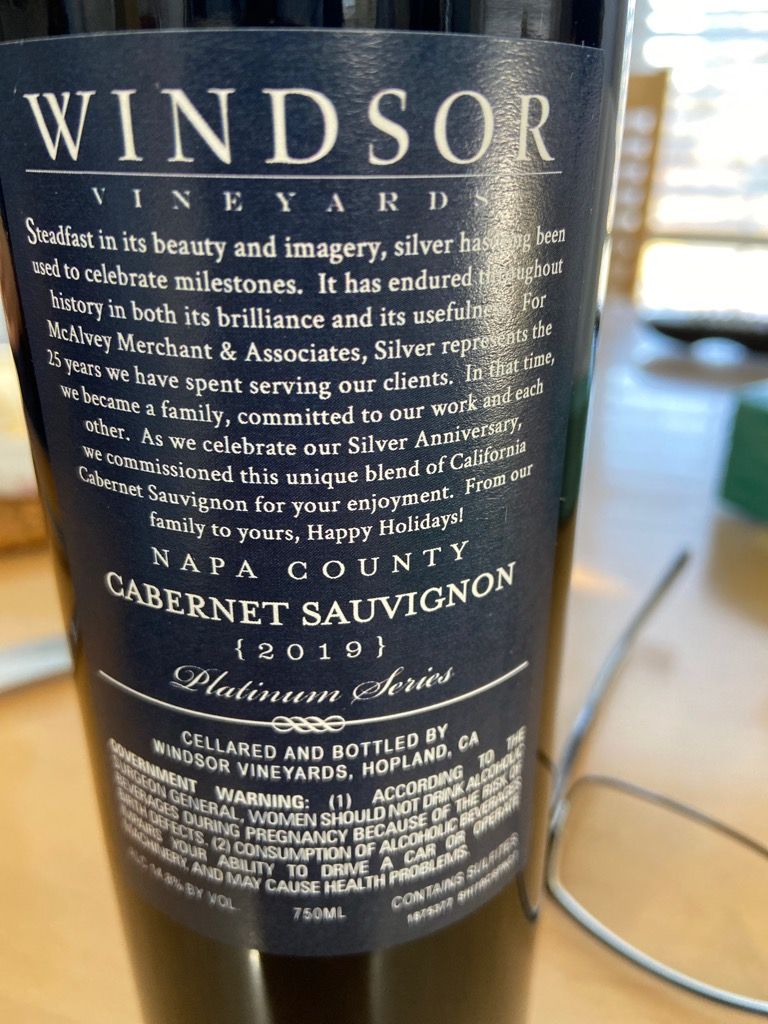 WINDSOR
VINEYARDS
Steadfast in its beauty and imagery, silver has long been
used to celebrate milestones. It has endured throughout
history in both its brilliance and its usefulness. For
McAlvey Merchant & Associates, Silver represents the
25 years we have spent serving our clients. In that time,
we became a family, committed to our work and each
other. As we celebrate our Silver Anniversary,
we commissioned this unique blend of California
Cabernet Sauvignon for your enjoyment. From our
family to yours, Happy Holidays!
NAPA COUNTY
CABERNET SAUVIGNON
{2019}
Platinum Series
CELLARED AND BOTTLED BY
WINDSOR VINEYARDS, HOPLAND, CA
GOVERNMENT WARNING: (1) ACCORDING TO THE
SURGEON GENERAL, WOMEN SHOULD NOT DRINK ALCOHOLIC
BEVERAGES DURING PREGNANCY BECAUSE OF THE RISK OF
BIRTH DEFECTS. (2) CONSUMPTION OF ALCOHOLIC BEVERAGES
IMPAIRS YOUR ABILITY TO DRIVE A CAR OR OPERATE
MACHINERY, AND MAY CAUSE HEALTH PROBLEMS.
ALC. 14.8% BY VOL.
750ML
CONTAINS SULFITES